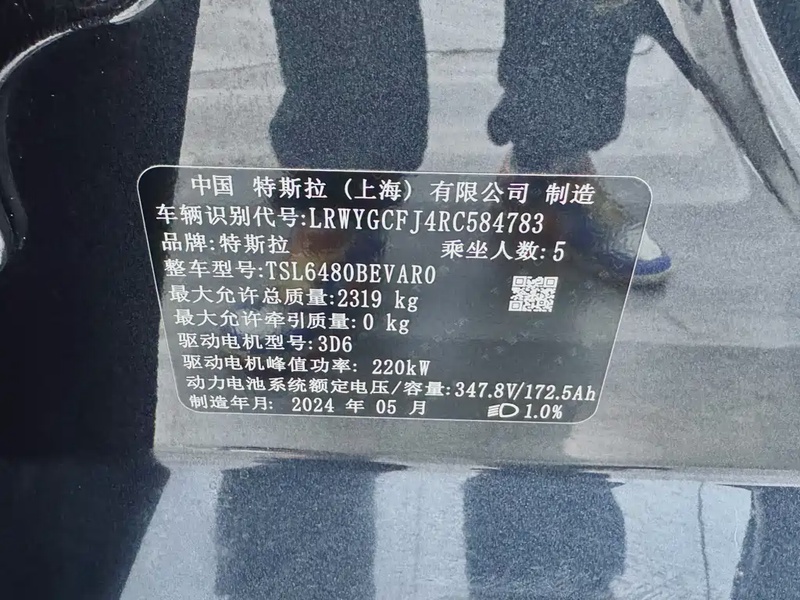 中国 特斯拉 (上海) 有限公司 制造
车辆识别代号:LRWYGCFJ4RC584783
品牌:特斯拉 乘坐人数:5
整车型号:TSL6480BEVAR0
最大允许总质量:2319 kg
最大允许牵引质量:0 kg
驱动电机型号:3D6
驱动电机峰值功率: 220kW
动力电池系统额定电压/容量:347.8V/172.5Ah
制造年月: 2024 年 05 月 1.0%